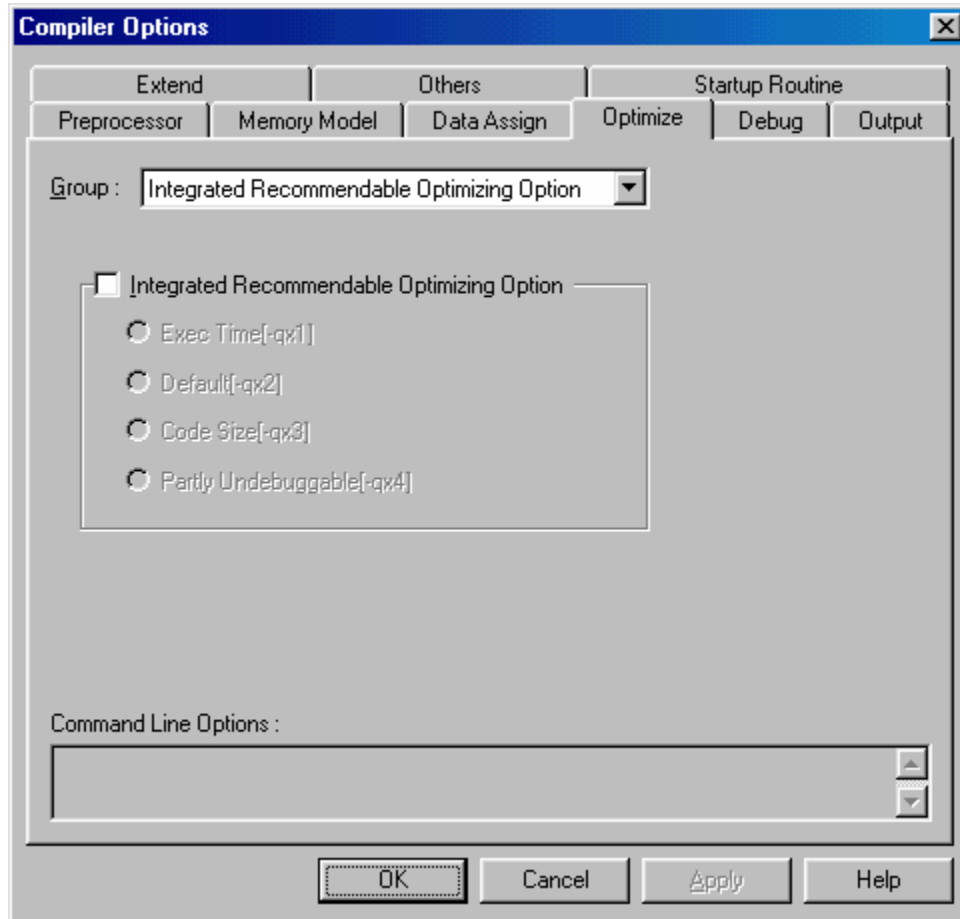 Compiler Options
Extend Others Startup Routine
Preprocessor Memory Model Data Assign Optimize Debug Output
Group : Integrated Recommendable Optimizing Option
Integrated Recommendable Optimizing Option
Exec Time[-qx1]
Default[-qx2]
Code Size[-qx3]
Partly Undebuggable[-qx4]
Command Line Options :
OK Cancel Apply Help